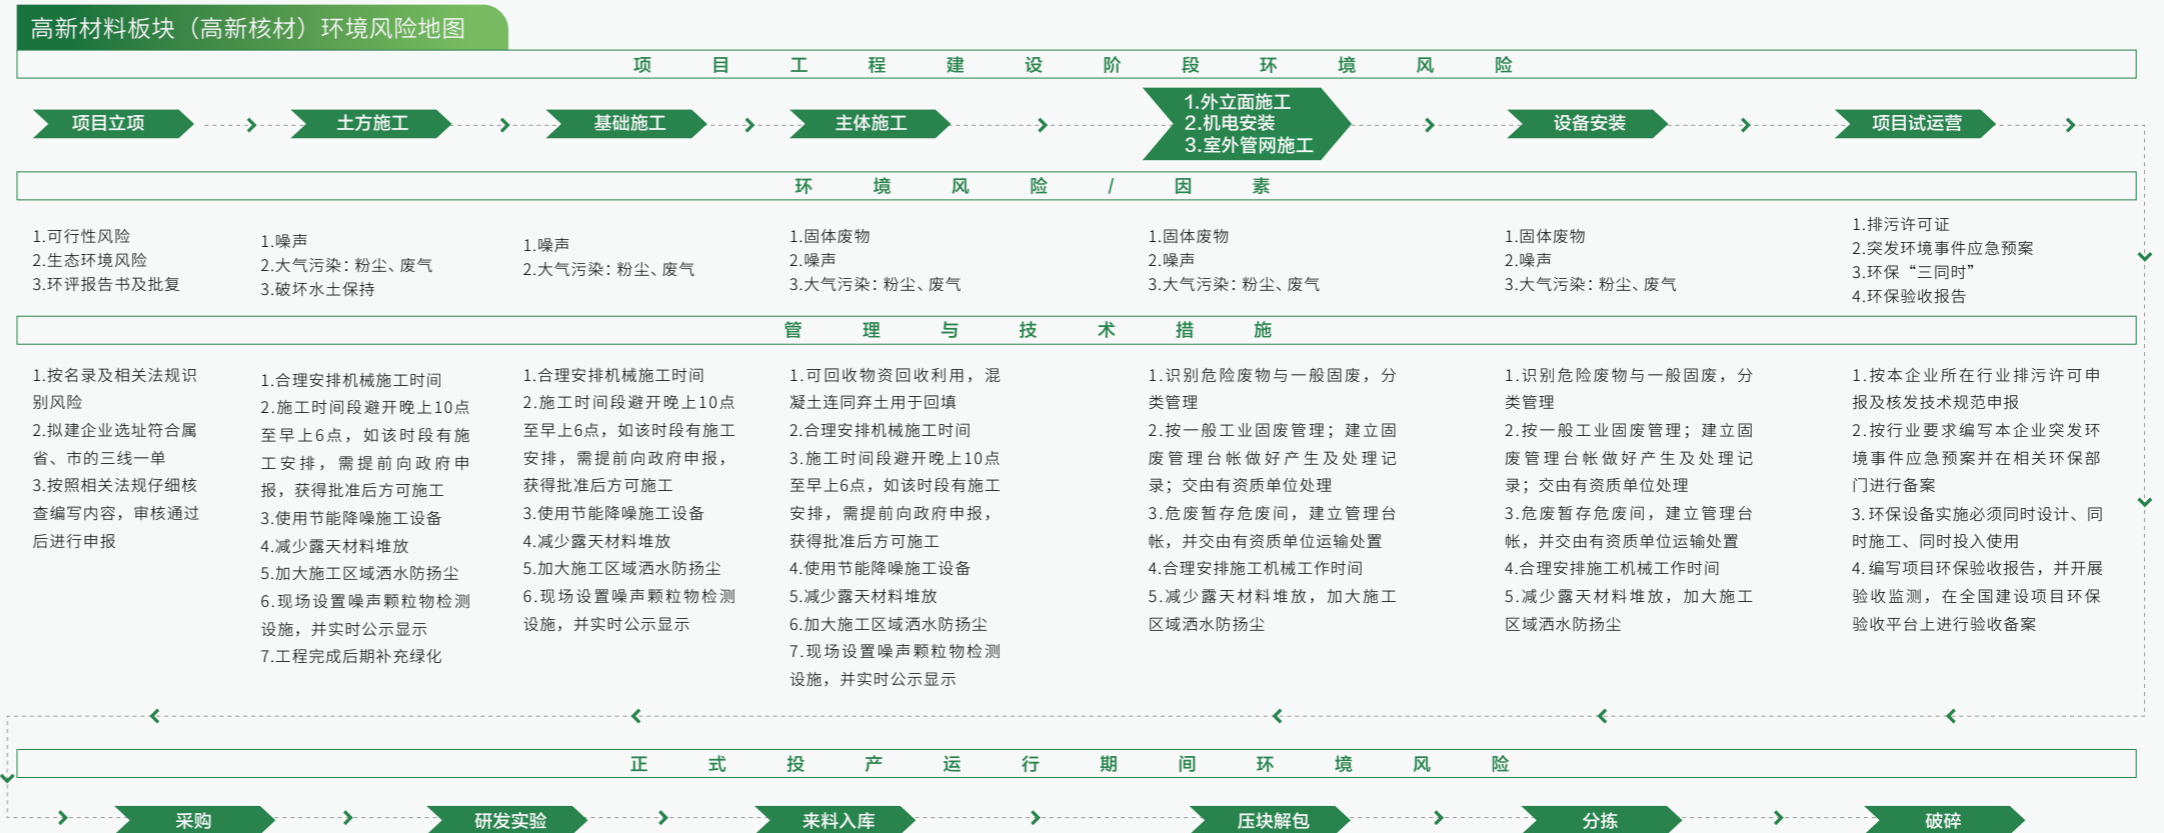 高新材料板块（高新核材）环境风险地图
项目工程建设阶段环境风险
项目立项
土方施工
基础施工
主体施工
1.外立面施工
2.机电安装
3.室外管网施工
设备安装
项目试运营
环境风险/因素
1.可行性风险
2.生态环境风险
3.环评报告书及批复
1.噪声
2.大气污染：粉尘、废气
3.破坏水土保持
1.噪声
2.大气污染：粉尘、废气
1.固体废物
2.噪声
3.大气污染：粉尘、废气
1.固体废物
2.噪声
3.大气污染：粉尘、废气
1.固体废物
2.噪声
3.大气污染：粉尘、废气
1.排污许可证
2.突发环境事件应急预案
3.环保“三同时”
4.环保验收报告
管理与技术措施
1.按名录及相关法规识
别风险
2.拟建企业选址符合属
省、市的三线一单
3.按照相关法规仔细核
查编写内容，审核通过
后进行申报
1.合理安排机械施工时间
2.施工时间段避开晚上10点
至早上6点，如该时段有施
工安排，需提前向政府申
报，获得批准后方可施工
3.使用节能降噪施工设备
4.减少露天材料堆放
5.加大施工区域洒水防扬尘
6.现场设置噪声颗粒物检测
设施，并实时公示显示
7.工程完成后期补充绿化
1.合理安排机械施工时间
2.施工时间段避开晚上10点
至早上6点，如该时段有施工
安排，需提前向政府申报，
获得批准后方可施工
3.使用节能降噪施工设备
4.减少露天材料堆放
5.加大施工区域洒水防扬尘
6.现场设置噪声颗粒物检测
设施，并实时公示显示
1.可回收物资回收利用，混
凝土连同弃土用于回填
2.合理安排机械施工时间
3.施工时间段避开晚上10点
至早上6点，如该时段有施工
安排，需提前向政府申报，
获得批准后方可施工
4.使用节能降噪施工设备
5.减少露天材料堆放
6.加大施工区域洒水防扬尘
7.现场设置噪声颗粒物检测
设施，并实时公示显示
1.识别危险废物与一般固废，分
类管理
2.按一般工业固废管理；建立固
废管理台帐做好产生及处理记
录；交由有资质单位处理
3.危废暂存危废间，建立管理台
帐，并交由有资质单位运输处置
4.合理安排施工机械工作时间
5.减少露天材料堆放，加大施工
区域洒水防扬尘
1.识别危险废物与一般固废，分
类管理
2.按一般工业固废管理；建立固
废管理台帐做好产生及处理记
录；交由有资质单位处理
3.危废暂存危废间，建立管理台
帐，并交由有资质单位运输处置
4.合理安排施工机械工作时间
5.减少露天材料堆放，加大施工
区域洒水防扬尘
1.按本企业所在行业排污许可申
报及核发技术规范申报
2.按行业要求编写本企业突发环
境事件应急预案并在相关环保部
门进行备案
3.环保设备实施必须同时设计、同
时施工、同时投入使用
4.编写项目环保验收报告，并开展
验收监测，在全国建设项目环保
验收平台上进行验收备案
正式投产运行期间环境风险
采购
研发实验
来料入库
压块解包
分拣
破碎